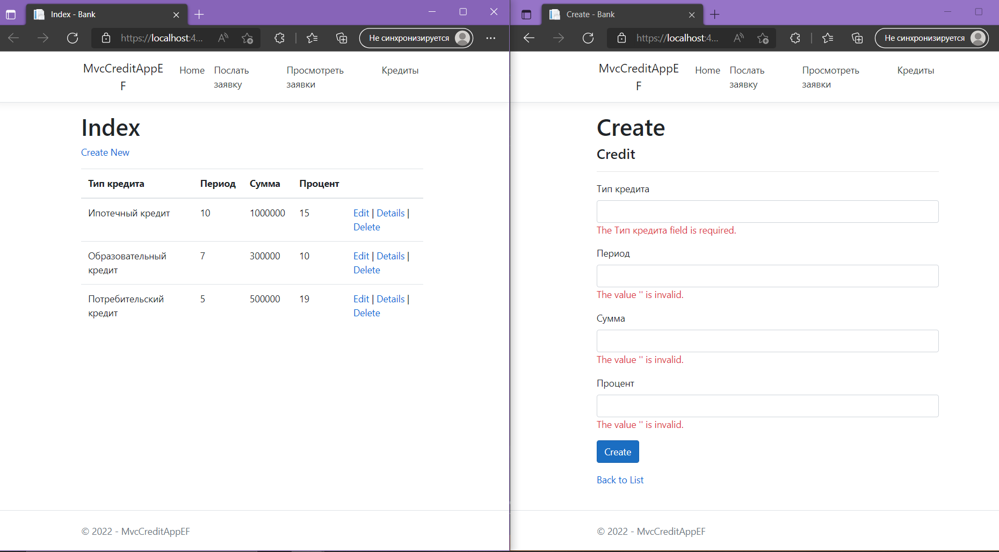 Index - Bank
https://localhost:4...
Не синхронизируется
MvcCreditAppE
F
Home
Послать
заявку
Просмотреть
заявки
Кредиты
Index
Create New
Тип кредита Период Сумма Процент
Ипотечный кредит 10 1000000 15 Edit | Details |
Delete
Образовательный 7 300000 10 Edit | Details |
кредит Delete
Потребительский 5 500000 19 Edit | Details |
кредит Delete
© 2022 - MvcCreditAppEF
Create - Bank
https://localhost:4...
Не синхронизируется
MvcCreditAppE
F
Home
Послать
заявку
Просмотреть
заявки
Кредиты
Create
Credit
Тип кредита
The Тип кредита field is required.
Период
The value '' is invalid.
Сумма
The value '' is invalid.
Процент
The value '' is invalid.
Create
Back to List
© 2022 - MvcCreditAppEF